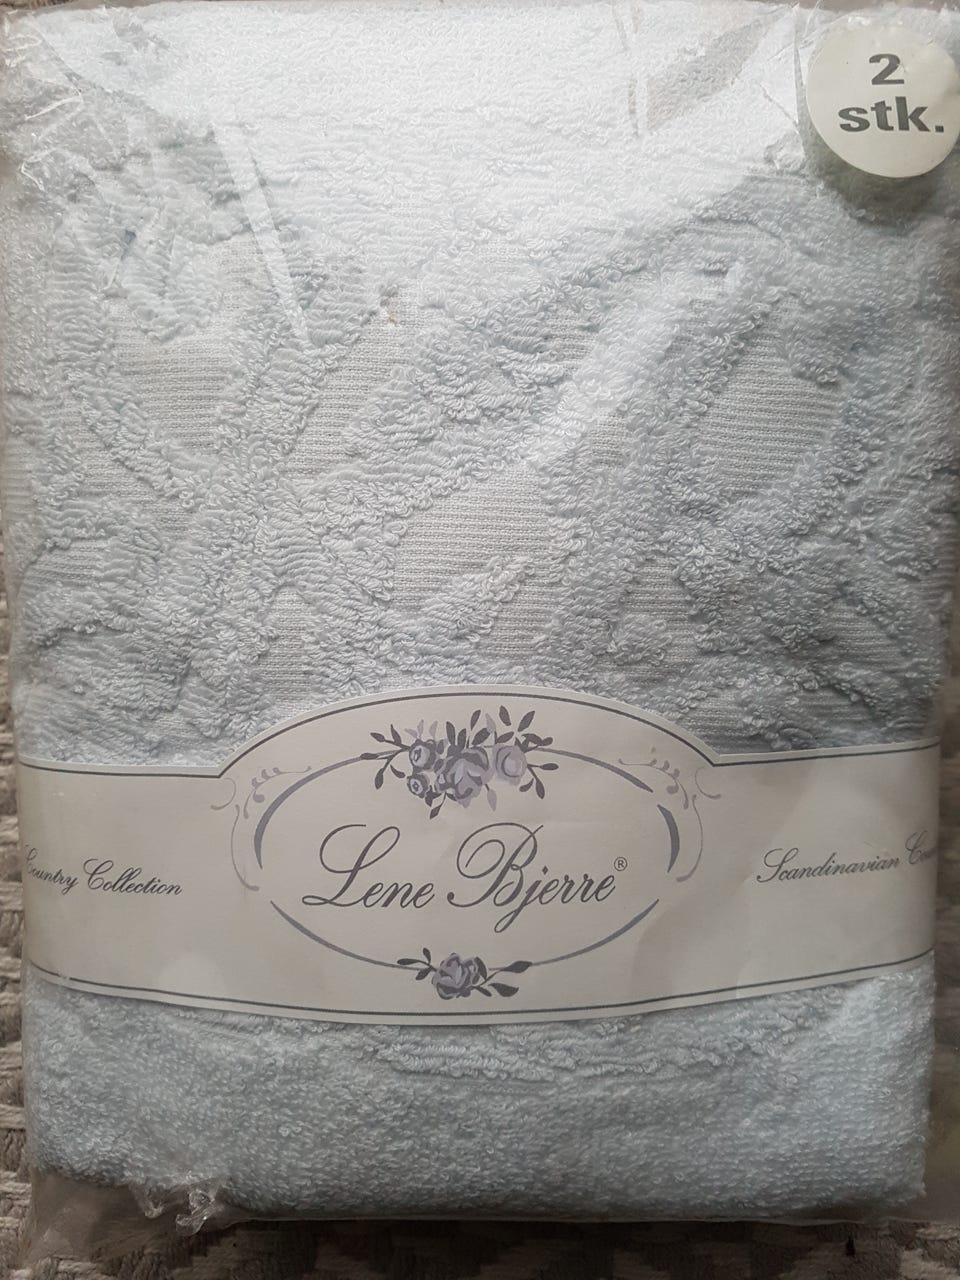 2
stk.
Lene Bjerre®
Country Collection
Scandinavian